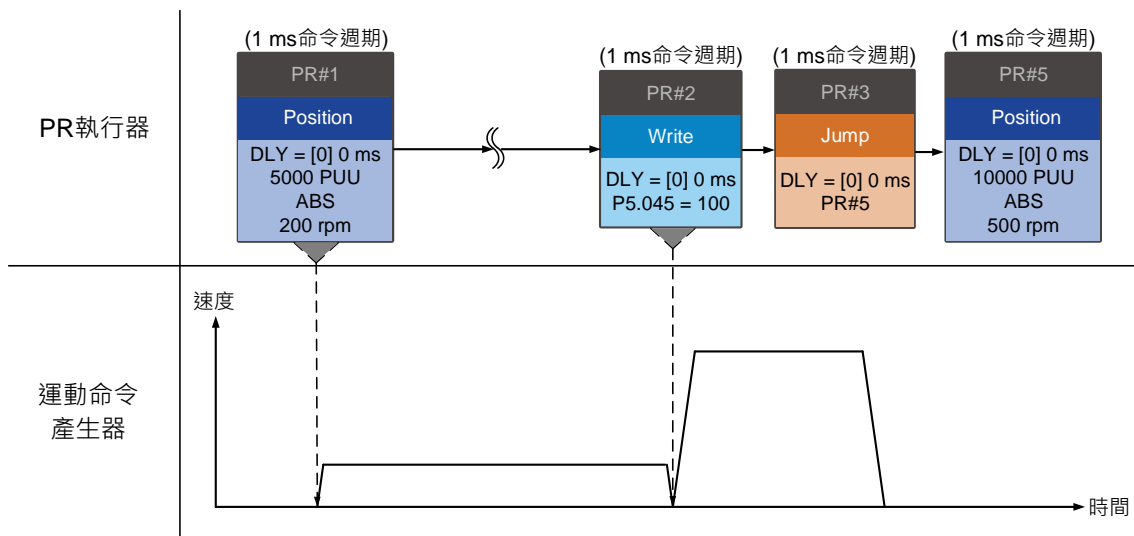 PR執行器
(1 ms命令週期)
PR#1
Position
DLY = [0] 0 ms
5000 PUU
ABS
200 rpm
(1 ms命令週期)
PR#2
Write
DLY = [0] 0 ms
P5.045 = 100
(1 ms命令週期)
PR#3
Jump
DLY = [0] 0 ms
PR#5
(1 ms命令週期)
PR#5
Position
DLY = [0] 0 ms
10000 PUU
ABS
500 rpm
運動命令
產生器
速度
時間